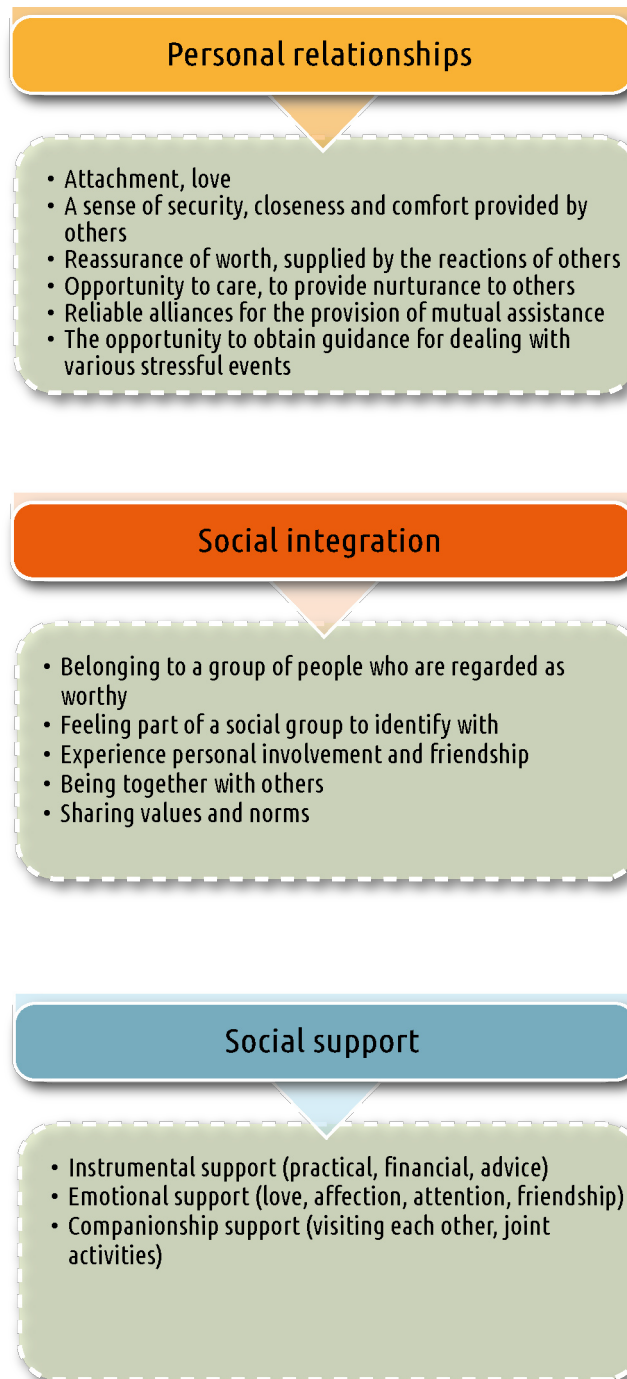 Personal relationships
• Attachment, love
• A sense of security, closeness and comfort provided by
others
• Reassurance of worth, supplied by the reactions of others
• Opportunity to care, to provide nurturance to others
• Reliable alliances for the provision of mutual assistance
• The opportunity to obtain guidance for dealing with
various stressful events
Social integration
• Belonging to a group of people who are regarded as
worthy
• Feeling part of a social group to identify with
• Experience personal involvement and friendship
• Being together with others
• Sharing values and norms
Social support
• Instrumental support (practical, financial, advice)
• Emotional support (love, affection, attention, friendship)
• Companionship support (visiting each other, joint
activities)